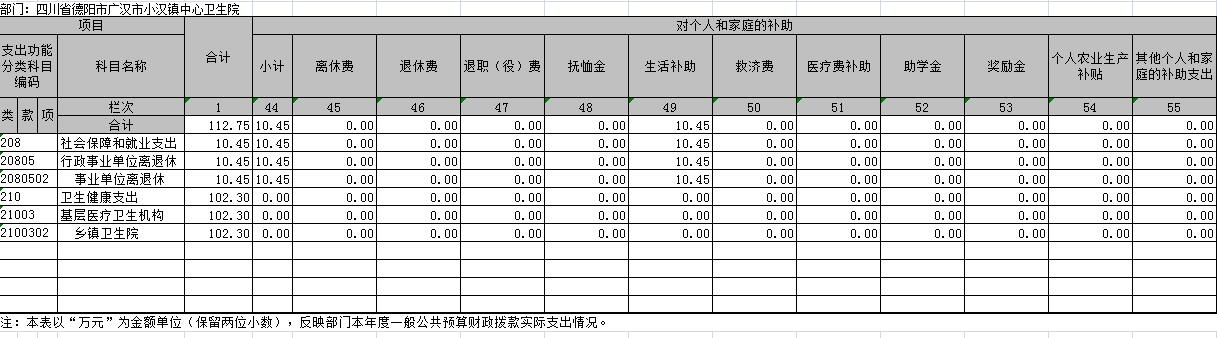 部门：四川省德阳市广汉市小汉镇中心卫生院
项目 合计 对个人和家庭的补助
支出功能分类科目编码 科目名称 小计 离休费 退休费 退职（役）费 抚恤金 生活补助 救济费 医疗费补助 助学金 奖励金 个人农业生产补贴 其他个人和家庭的补助支出
类 款 项 栏次 1 44 45 46 47 48 49 50 51 52 53 54 55
合计 112.75 10.45 0.00 0.00 0.00 0.00 10.45 0.00 0.00 0.00 0.00 0.00 0.00
208 社会保障和就业支出 10.45 10.45 0.00 0.00 0.00 0.00 10.45 0.00 0.00 0.00 0.00 0.00 0.00
20805 行政事业单位离退休 10.45 10.45 0.00 0.00 0.00 0.00 10.45 0.00 0.00 0.00 0.00 0.00 0.00
2080502 事业单位离退休 10.45 10.45 0.00 0.00 0.00 0.00 10.45 0.00 0.00 0.00 0.00 0.00 0.00
210 卫生健康支出 102.30 0.00 0.00 0.00 0.00 0.00 0.00 0.00 0.00 0.00 0.00 0.00 0.00
21003 基层医疗卫生机构 102.30 0.00 0.00 0.00 0.00 0.00 0.00 0.00 0.00 0.00 0.00 0.00 0.00
2100302 乡镇卫生院 102.30 0.00 0.00 0.00 0.00 0.00 0.00 0.00 0.00 0.00 0.00 0.00 0.00
注：本表以“万元”为金额单位（保留两位小数），反映部门本年度一般公共预算财政拨款实际支出情况。